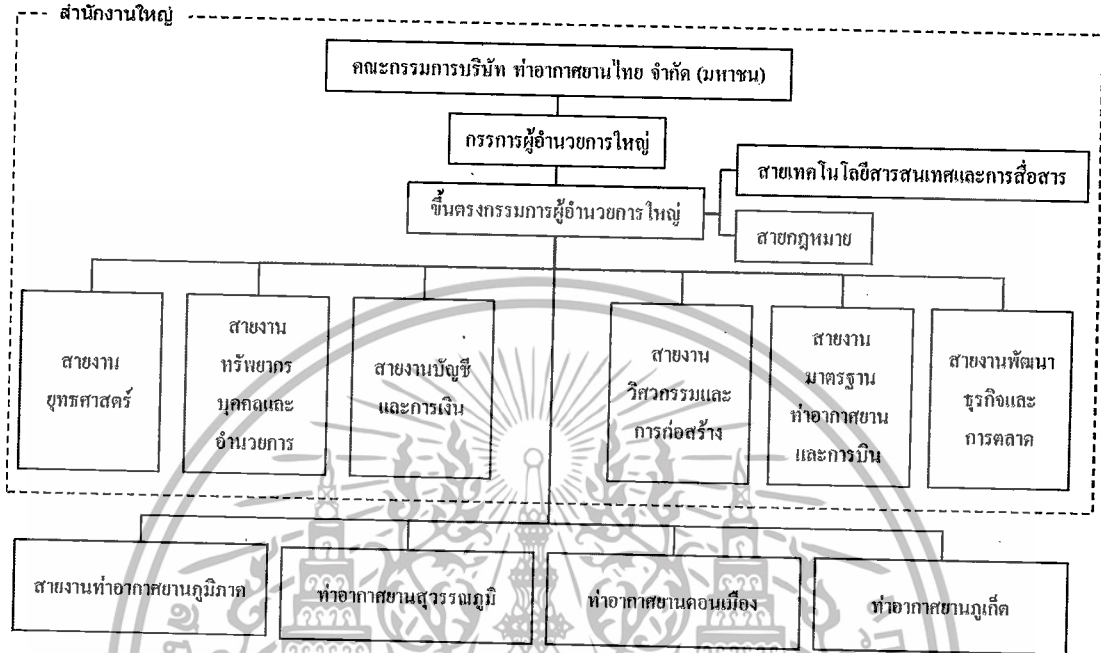 สำนักงานใหญ่
คณะกรรมการบริษัท ท่าอากาศยานไทย จำกัด (มหาชน)
กรรการผู้อำนวยการใหญ่
สายเทคโนโลยีสารสนเทศและการสื่อสาร
ขึ้นตรงกรรมการผู้อำนวยการใหญ่
สายกฎหมาย
สายงาน
ยุทธศาสตร์
สายงาน
ทรัพยากร
บุคคลและ
อำนวยการ
สายงานบัญชี
และการเงิน
สายงาน
วิศวกรรมและ
การก่อสร้าง
สายงาน
มาตรฐาน
ท่าอากาศยาน
และการบิน
สายงานพัฒนา
ธุรกิจและ
การตลาด
สายงานท่าอากาศยานภูมิภาค
ท่าอากาศยานสุวรรณภูมิ
ท่าอากาศยานดอนเมือง
ท่าอากาศยานภูเก็ต